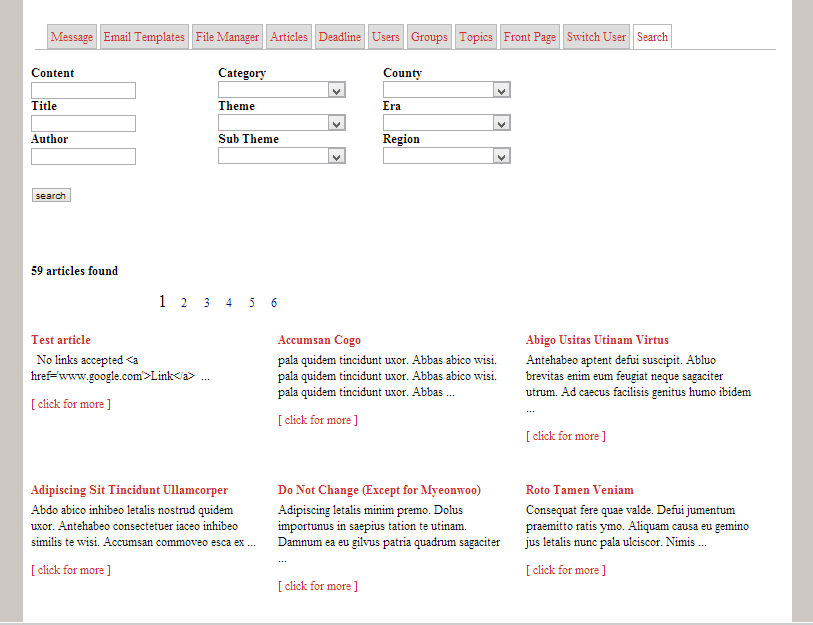 Message Email Templates File Manager Articles Deadline Users Groups Topics Front Page Switch User Search
Content Category County
Title Theme Era
Author Sub Theme Region
search
59 articles found
1 2 3 4 5 6
Test article
No links accepted <a
href='www.google.com'>Link</a> ...
[ click for more ]
Accumsan Cogo
pala quidem tincidunt uxor. Abbas abico wisi.
pala quidem tincidunt uxor. Abbas abico wisi.
pala quidem tincidunt uxor. Abbas ...
[ click for more ]
Abigo Usitas Utinam Virtus
Antehabeo aptent defui suscipit. Abluo
brevitas enim eum feugiat neque sagaciter
utrum. Ad caecus facilisis genitus humo ibidem
...
[ click for more ]
Adipiscing Sit Tincidunt Ullamcorper
Abdo abico inhibeo letalis nostrud quidem
uxor. Antehabeo consectetuer iaceo inhibeo
similis te wisi. Accumsan commoveo esca ex ...
[ click for more ]
Do Not Change (Except for Myeonwoo)
Adipiscing letalis minim premo. Dolus
importunus in saepius tation te utinam.
Damnum ea eu gilvus patria quadrum sagaciter
...
[ click for more ]
Roto Tamen Veniam
Consequat fere quae valde. Defui jumentum
praemitto ratis ymo. Aliquam causa eu gemino
jus letalis nunc pala ulciscor. Nimis ...
[ click for more ]